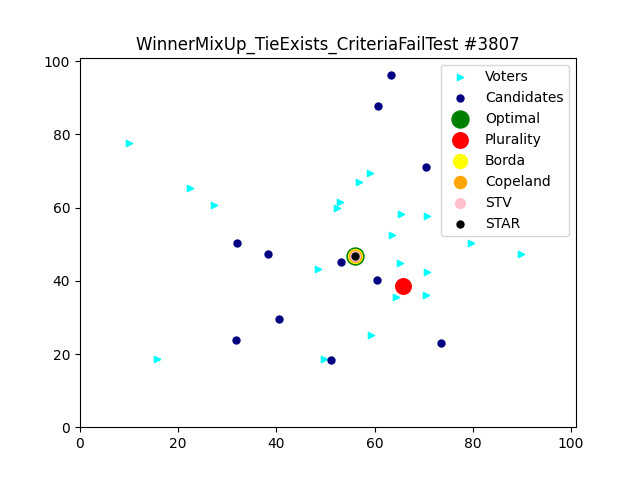 WinnerMixUp_TieExists_CriteriaFailTest #3807
100
80
60
40
20
0
0
20
40
60
80
100
Voters
Candidates
Optimal
Plurality
Borda
Copeland
STV
STAR